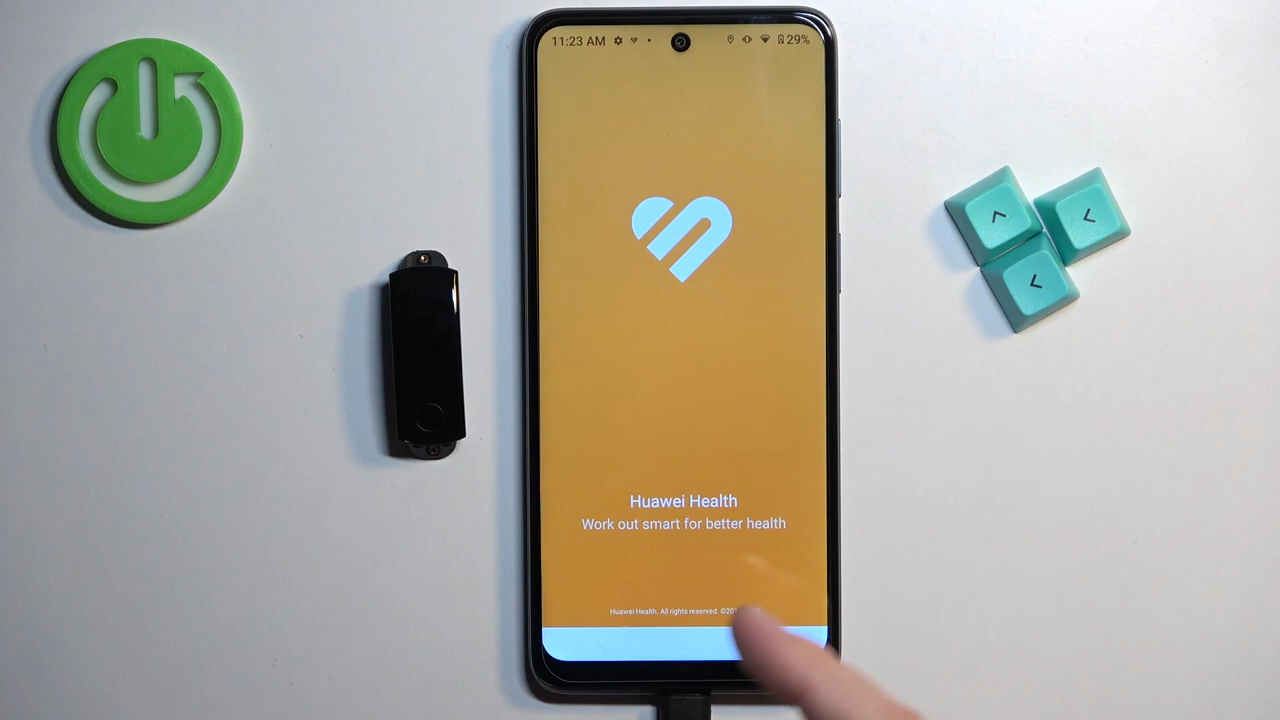 11:23 AM
29%
Huawei Health
Work out smart for better health
Huawei Health. All rights reserved.